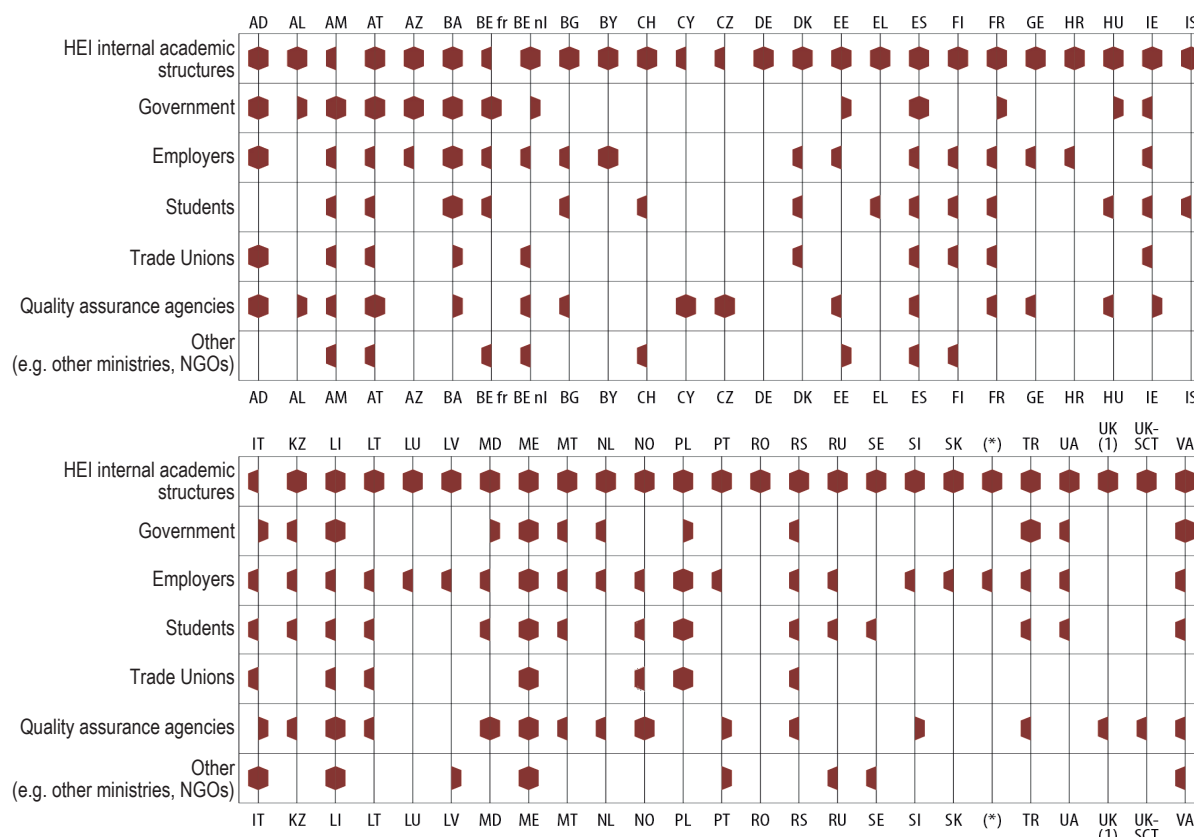 AD AL AM AT AZ BA BE fr BE nl BG BY CH CY CZ DE DK EE EL ES FI FR GE HR HU IE IS
HEI internal academic
structures
Government
Employers
Students
Trade Unions
Quality assurance agencies
Other
(e.g. other ministries, NGOs)
AD AL AM AT AZ BA BE fr BE nl BG BY CH CY CZ DE DK EE EL ES FI FR GE HR HU IE IS
IT KZ LI LT LU LV MD ME MT NL NO PL PT RO RS RU SE SI SK (*) TR UA UK (1) UK-SCT VA
HEI internal academic
structures
Government
Employers
Students
Trade Unions
Quality assurance agencies
Other
(e.g. other ministries, NGOs)
IT KZ LI LT LU LV MD ME MT NL NO PL PT RO RS RU SE SI SK (*) TR UA UK (1) UK-SCT VA